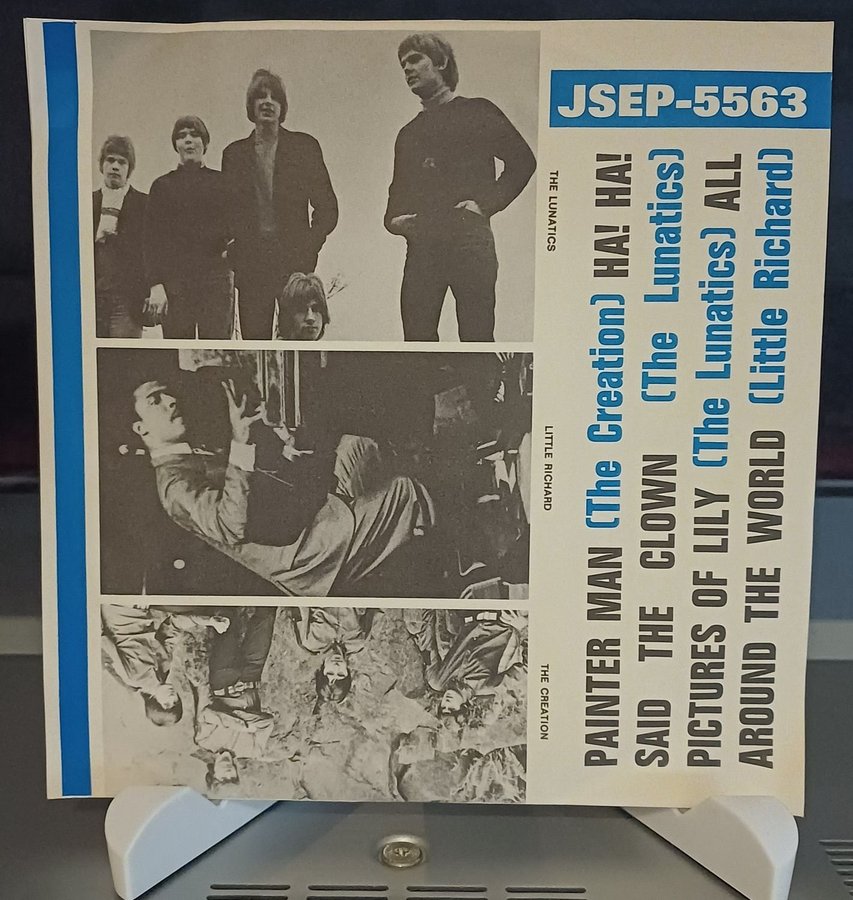 JSEP-5563
PAINTER MAN (The Creation) HA! HA!
SAID THE CLOWN (The Lunatics)
PICTURES OF LILY (The Lunatics) ALL
AROUND THE WORLD (Little Richard)
THE LUNATICS
LITTLE RICHARD
THE CREATION